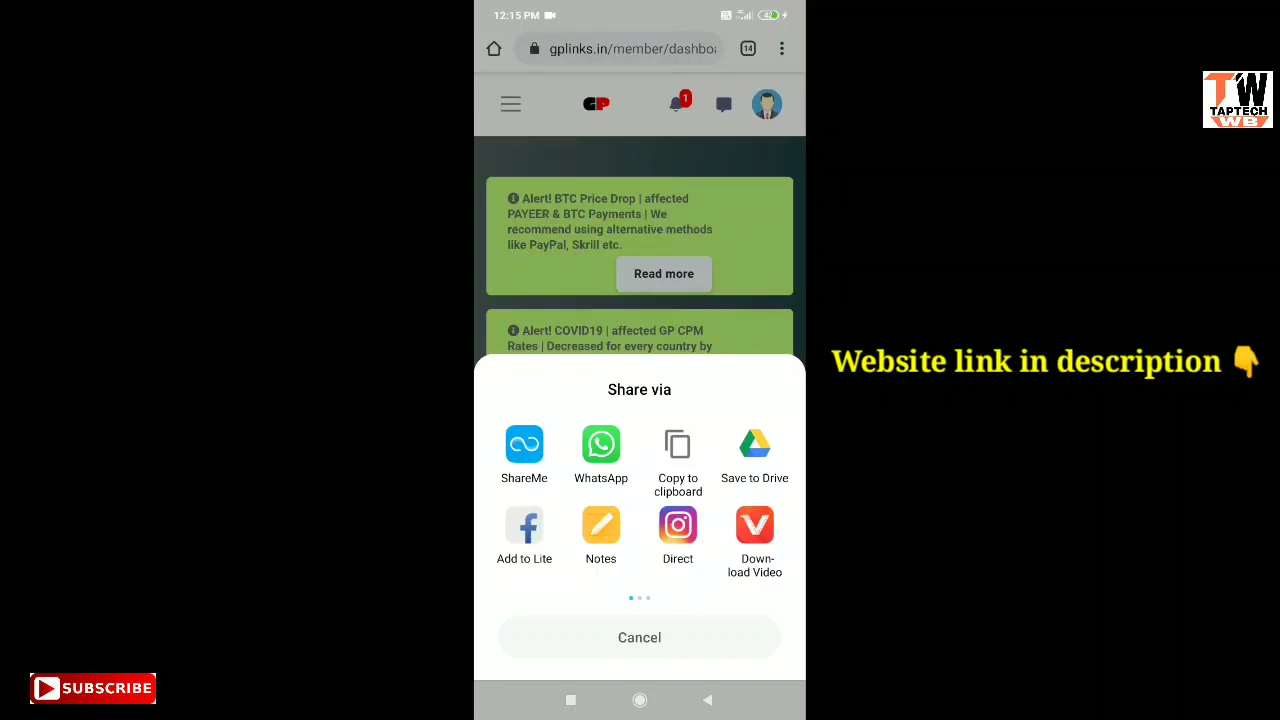 12:15 PM
42
gplinks.in/member/dashboa
14
GP
1
TW
TAPTECH
WB
Alert! BTC Price Drop | affected
PAYEER & BTC Payments | We
recommend using alternative methods
like PayPal, Skrill etc.
Read more
Alert! COVID19 | affected GP CPM
Rates | Decreased for every country by
Website link in description 👇
Share via
ShareMe
WhatsApp
Copy to
clipboard
Save to Drive
Add to Lite
Notes
Direct
Down-
load Video
Cancel
SUBSCRIBE